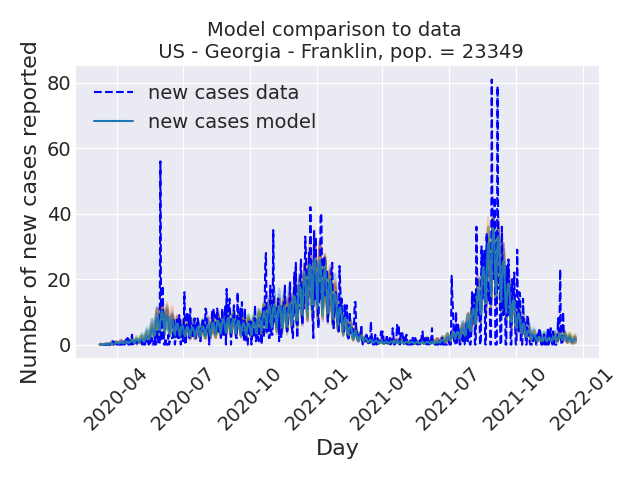 Model comparison to data
US - Georgia - Franklin, pop. = 23349
Number of new cases reported
80
60
40
20
0
new cases data
new cases model
2020-04
2020-07
2020-10
2021-01
2021-04
2021-07
2021-10
2022-01
Day